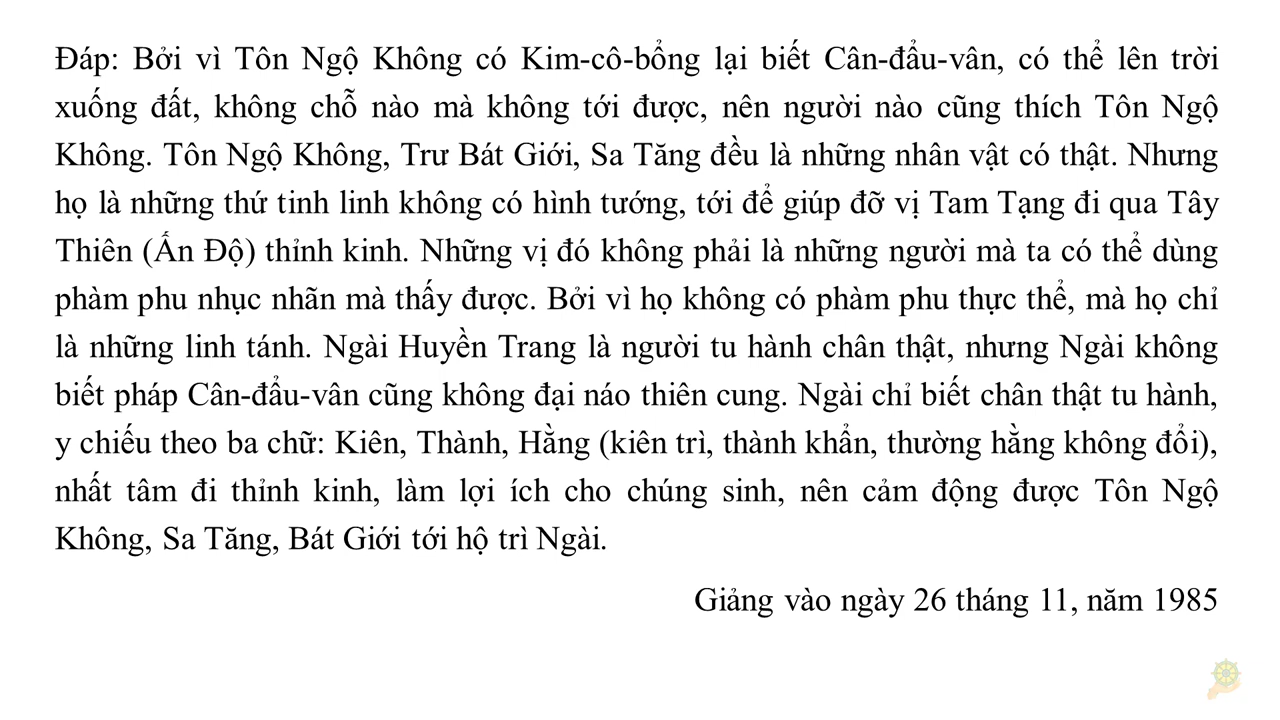 Đáp: Bởi vì Tôn Ngộ Không có Kim-cô-bổng lại biết Cân-đẩu-vân, có thể lên trời
xuống đất, không chỗ nào mà không tới được, nên người nào cũng thích Tôn Ngộ
Không. Tôn Ngộ Không, Trư Bát Giới, Sa Tăng đều là những nhân vật có thật. Nhưng
họ là những thứ tinh linh không có hình tướng, tới để giúp đỡ vị Tam Tạng đi qua Tây
Thiên (Ấn Độ) thỉnh kinh. Những vị đó không phải là những người mà ta có thể dùng
phàm phu nhục nhãn mà thấy được. Bởi vì họ không có phàm phu thực thể, mà họ chỉ
là những linh tánh. Ngài Huyền Trang là người tu hành chân thật, nhưng Ngài không
biết pháp Cân-đẩu-vân cũng không đại náo thiên cung. Ngài chỉ biết chân thật tu hành,
y chiếu theo ba chữ: Kiên, Thành, Hằng (kiên trì, thành khẩn, thường hằng không đổi),
nhất tâm đi thỉnh kinh, làm lợi ích cho chúng sinh, nên cảm động được Tôn Ngộ
Không, Sa Tăng, Bát Giới tới hộ trì Ngài.
Giảng vào ngày 26 tháng 11, năm 1985